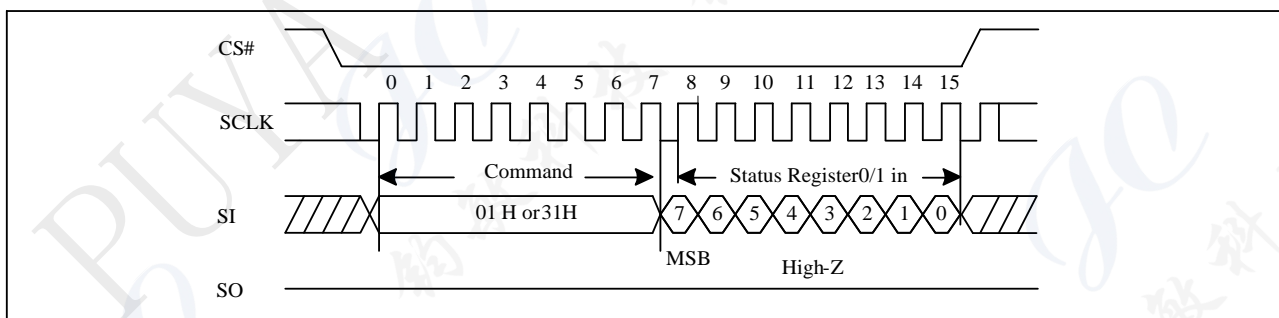 CS#
0 1 2 3 4 5 6 7 8 9 10 11 12 13 14 15
SCLK
Command
Status Register0/1 in
SI
01 H or31H
7 6 5 4 3 2 1 0
MSB
High-Z
SO
PUYA